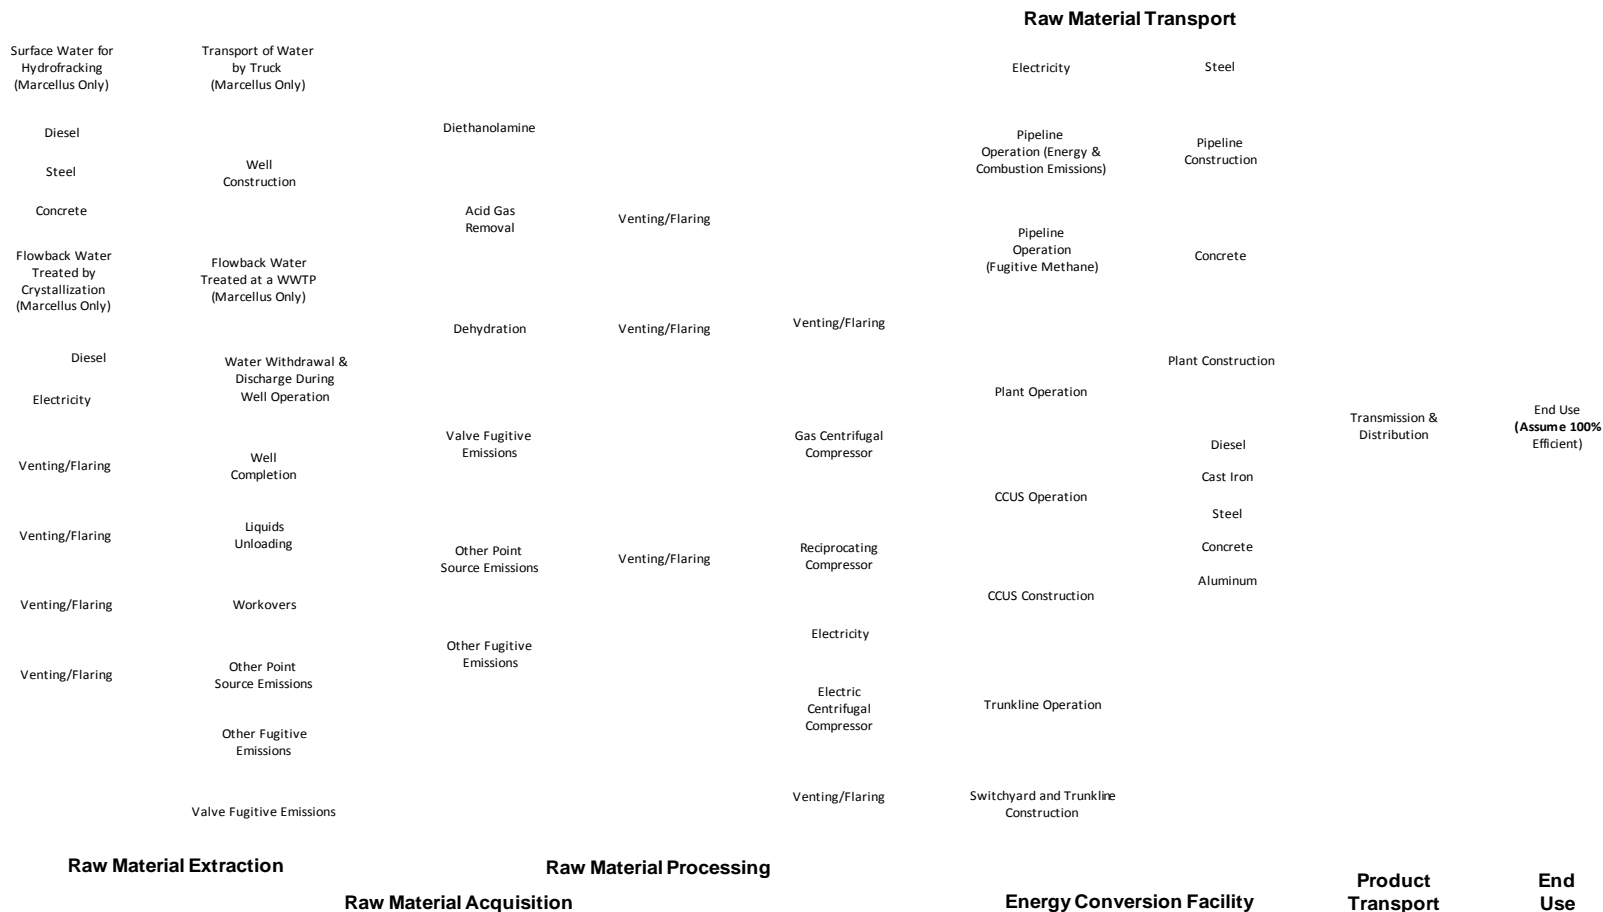 Raw Material Transport
Surface Water for
Hydrofracking
(Marcellus Only)
Transport of Water
by Truck
(Marcellus Only)
Diesel
Steel
Well
Construction
Concrete
Flowback Water
Treated by
Crystallization
(Marcellus Only)
Flowback Water
Treated at a WWTP
(Marcellus Only)
Diesel
Electricity
Water Withdrawal &
Discharge During
Well Operation
Venting/Flaring
Well
Completion
Venting/Flaring
Liquids
Unloading
Venting/Flaring
Workovers
Venting/Flaring
Other Point
Source Emissions
Other Fugitive
Emissions
Valve Fugitive Emissions
Raw Material Extraction
Diethanolamine
Acid Gas
Removal
Venting/Flaring
Dehydration
Venting/Flaring
Valve Fugitive
Emissions
Other Point
Source Emissions
Venting/Flaring
Other Fugitive
Emissions
Venting/Flaring
Gas Centrifugal
Compressor
Reciprocating
Compressor
Electricity
Electric
Centrifugal
Compressor
Venting/Flaring
Raw Material Processing
Raw Material Acquisition
Electricity
Steel
Pipeline
Operation (Energy &
Combustion Emissions)
Pipeline
Construction
Pipeline
Operation
(Fugitive Methane)
Concrete
Plant Construction
Plant Operation
Diesel
Cast Iron
CCUS Operation
Steel
Concrete
Aluminum
CCUS Construction
Trunkline Operation
Switchyard and Trunkline
Construction
Energy Conversion Facility
Transmission &
Distribution
Product
Transport
End Use
(Assume 100%
Efficient)
End
Use